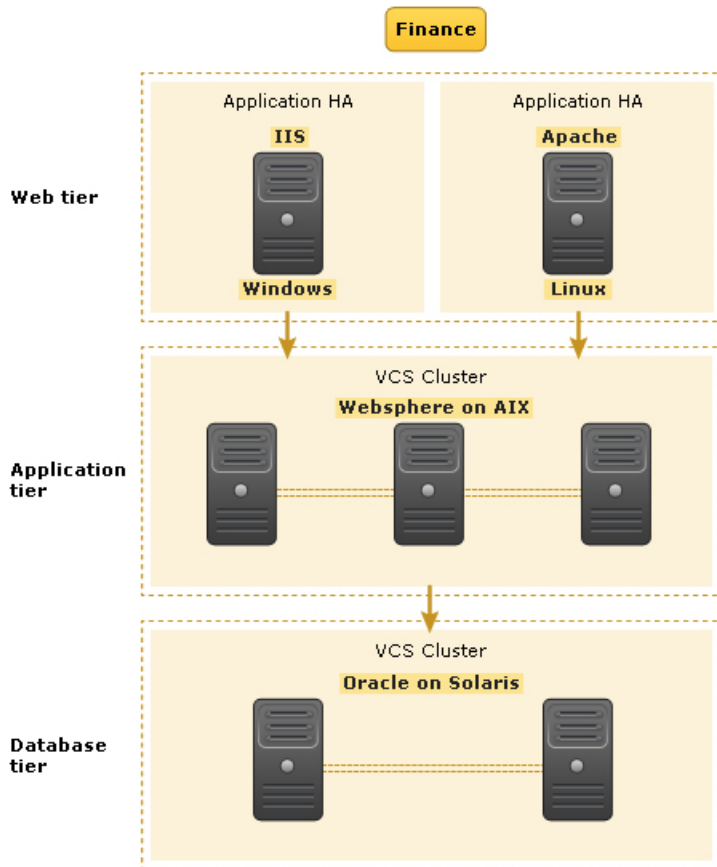 Finance
Application HA
Application HA
IIS
Apache
Web tier
Windows
Linux
VCS Cluster
Websphere on AIX
Application
tier
VCS Cluster
Oracle on Solaris
Database
tier